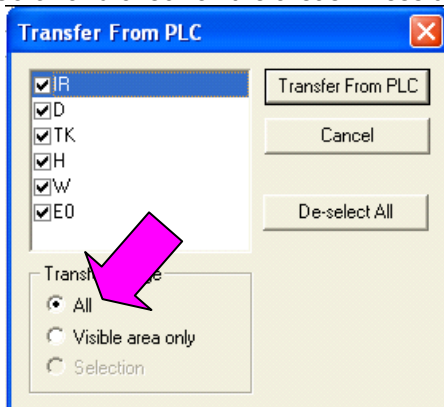 Transfer From PLC
IR
D
TK
H
W
E0
Transfer From PLC
Cancel
De-select All
All
Visible area only
Selection